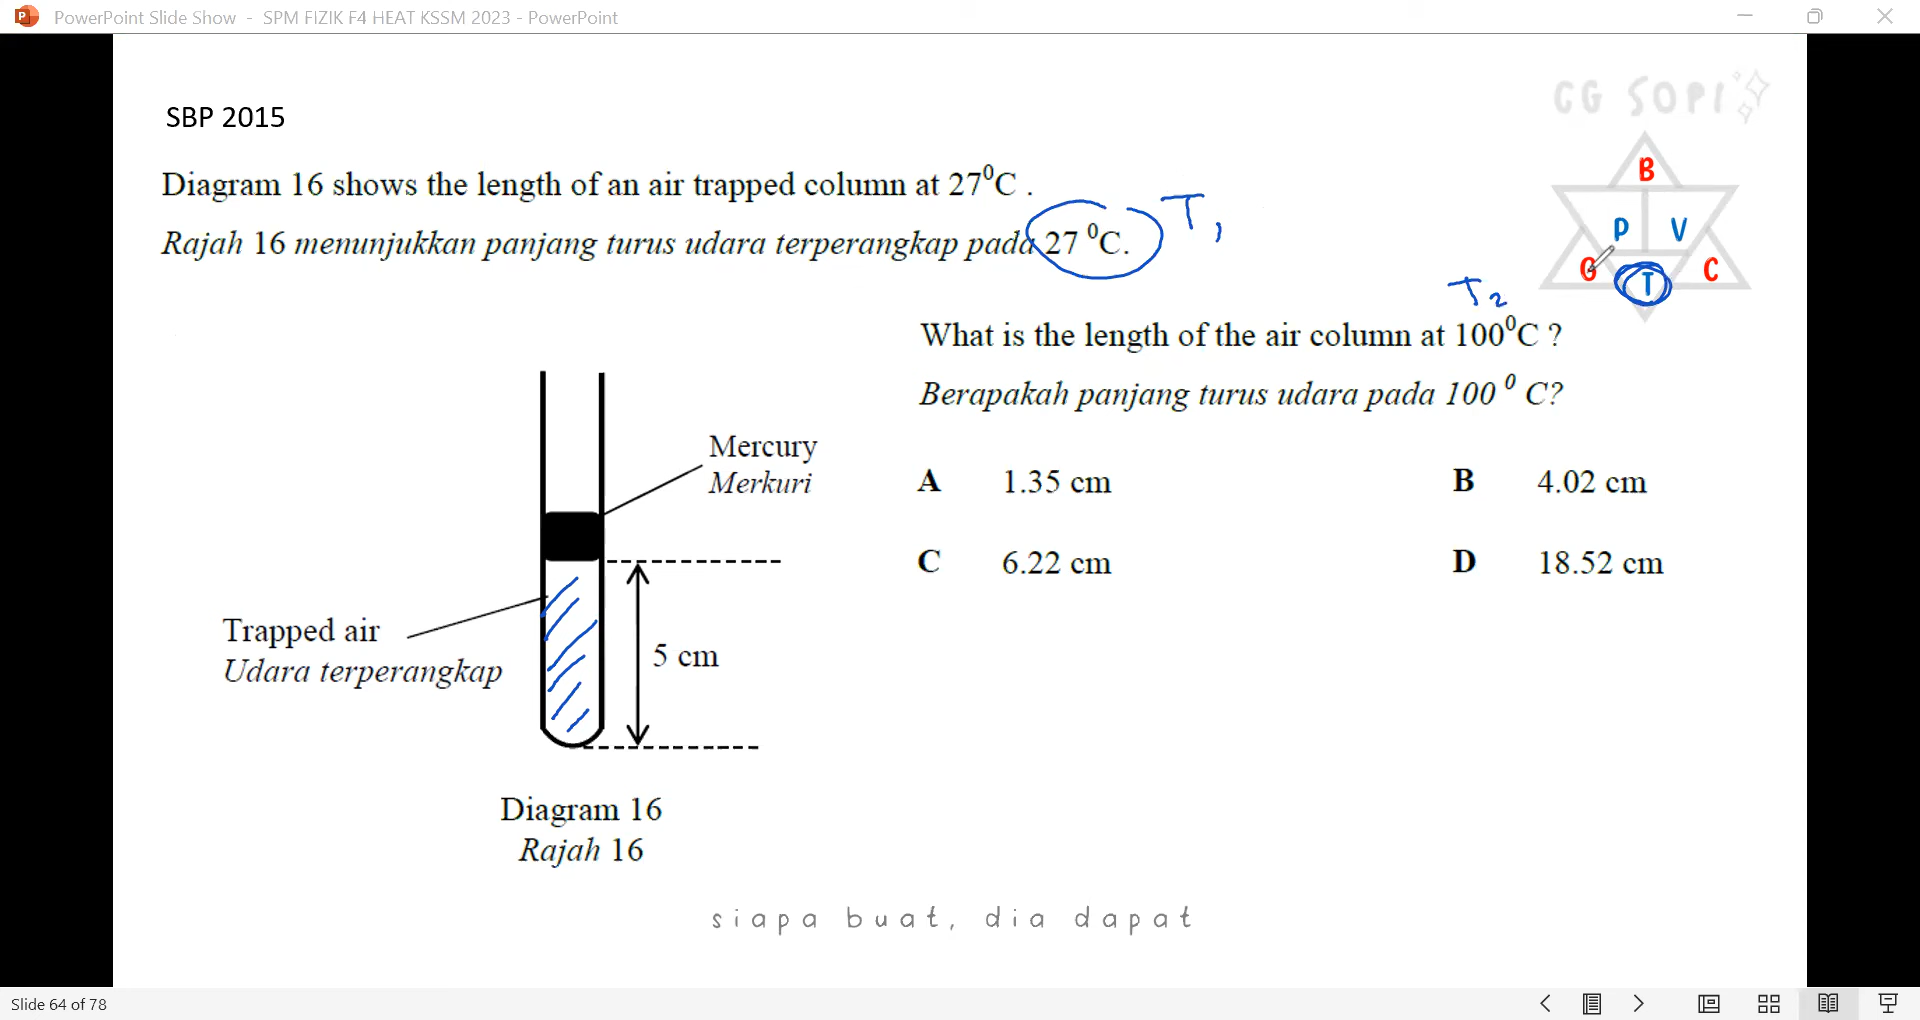 PowerPoint Slide Show - SPM FIZIK F4 HEAT KSSM 2023 - PowerPoint
CG SOPI
SBP 2015
Diagram 16 shows the length of an air trapped column at 27⁰C .
Rajah 16 menunjukkan panjang turus udara terperangkap pada 27 ⁰C.
T₁
B
P V
G T C
T₂
What is the length of the air column at 100⁰C ?
Berapakah panjang turus udara pada 100 ⁰ C?
A 1.35 cm B 4.02 cm
C 6.22 cm D 18.52 cm
Mercury
Merkuri
Trapped air
Udara terperangkap
5 cm
Diagram 16
Rajah 16
siapa buat, dia dapat
Slide 64 of 78